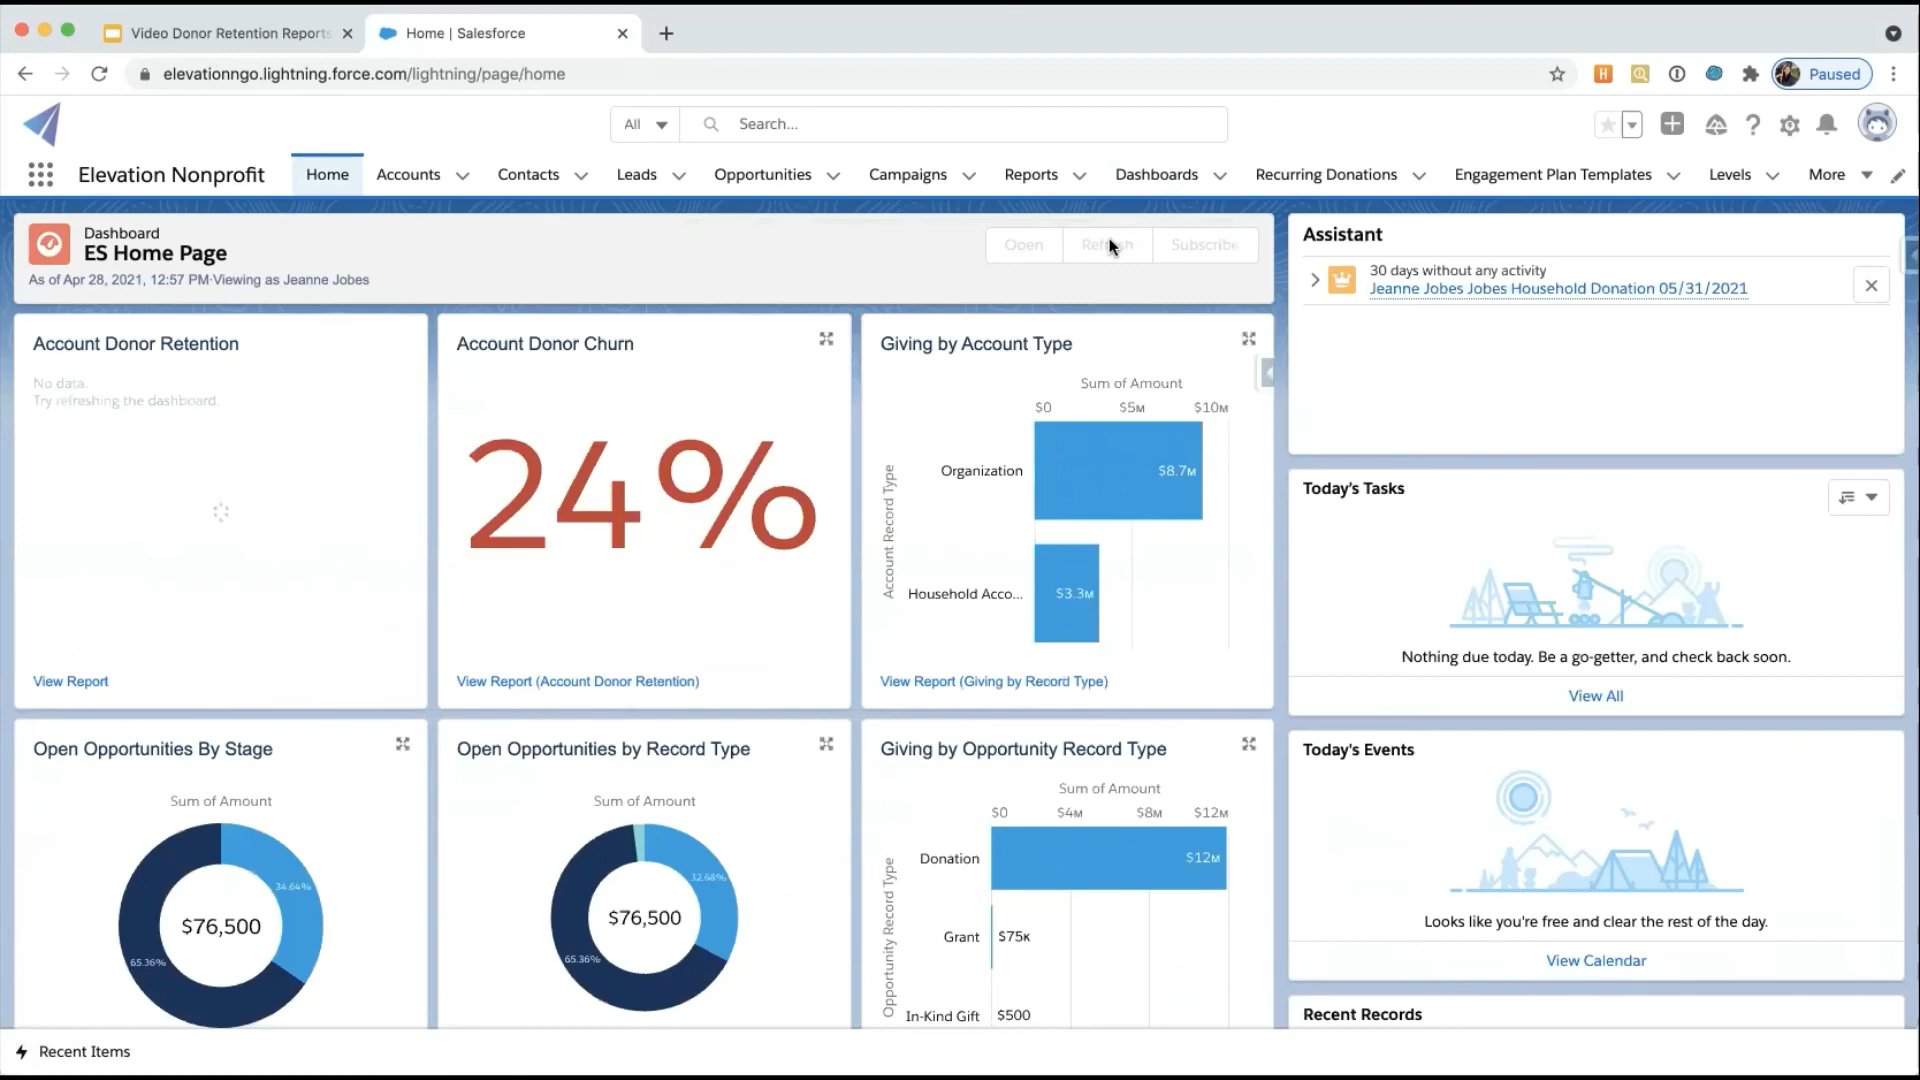 Video Donor Retention Reports
Home | Salesforce
elevationngo.lightning.force.com/lightning/page/home
Paused
All
Search...
Elevation Nonprofit
Home
Accounts
Contacts
Leads
Opportunities
Campaigns
Reports
Dashboards
Recurring Donations
Engagement Plan Templates
Levels
More
Dashboard
ES Home Page
As of Apr 28, 2021, 12:57 PM·Viewing as Jeanne Jobes
Open
Refresh
Subscribe
Account Donor Retention
No data.
Try refreshing the dashboard.
View Report
Account Donor Churn
24%
View Report (Account Donor Retention)
Giving by Account Type
Sum of Amount
$0
$5M
$10M
Account Record Type
Organization
$8.7M
Household Acco...
$3.3M
View Report (Giving by Record Type)
Open Opportunities By Stage
Sum of Amount
34.64%
$76,500
65.36%
Open Opportunities by Record Type
Sum of Amount
32.68%
$76,500
65.36%
Giving by Opportunity Record Type
Sum of Amount
$0
$4M
$8M
$12M
Opportunity Record Type
Donation
$12M
Grant
$75K
In-Kind Gift
$500
Assistant
30 days without any activity
Jeanne Jobes Jobes Household Donation 05/31/2021
Today's Tasks
Nothing due today. Be a go-getter, and check back soon.
View All
Today's Events
Looks like you're free and clear the rest of the day.
View Calendar
Recent Records
Recent Items